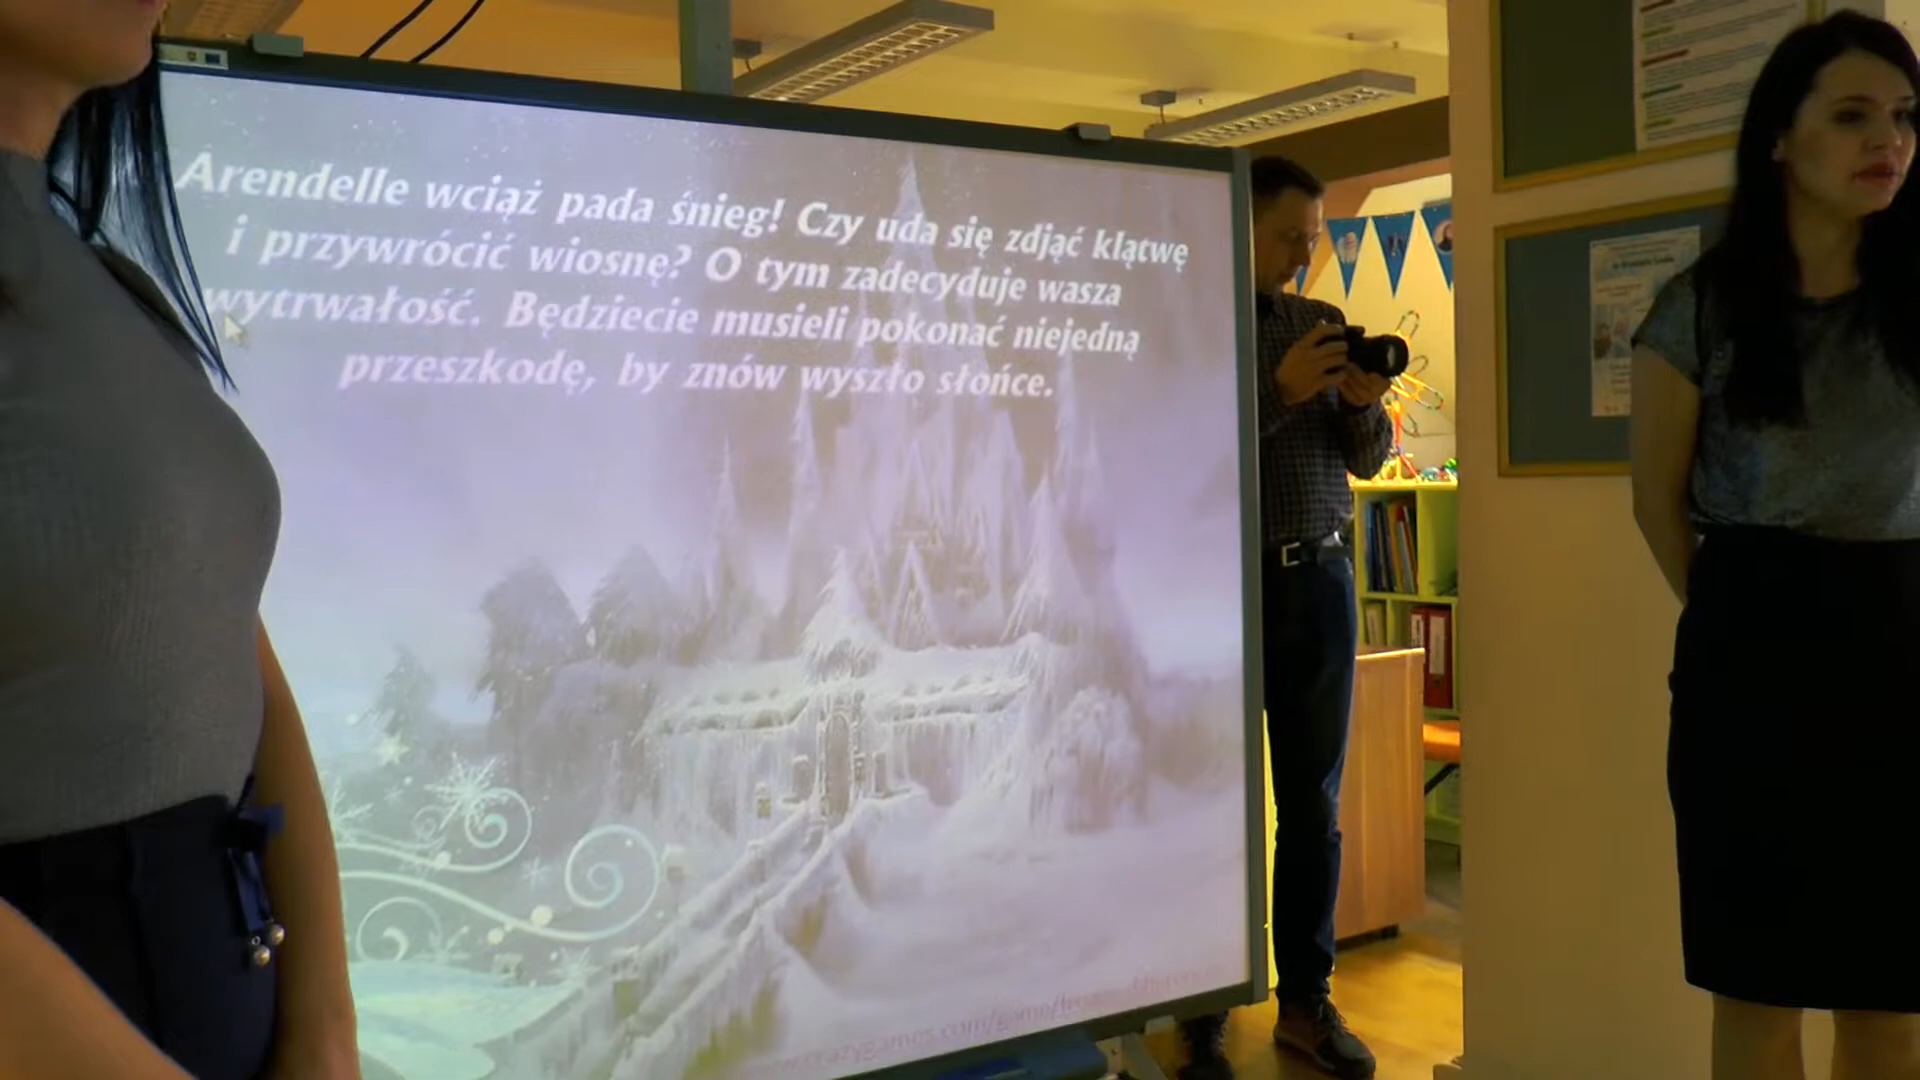 Arendelle wciąż pada śnieg! Czy uda się zdjąć klątwę
i przywrócić wiosnę? O tym zadecyduje wasza
wytrwałość. Będziecie musieli pokonać niejedną
przeszkodę, by znów wyszło słońce.